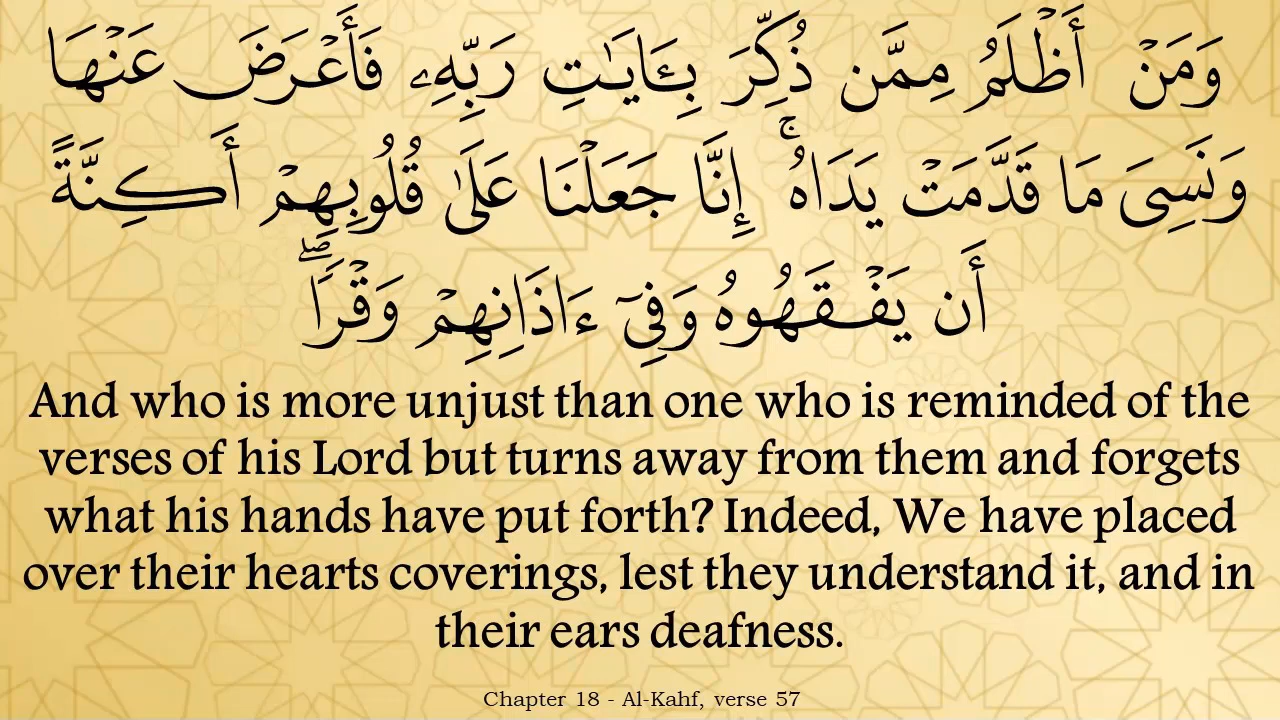 وَمَنْ أَظْلَمُ مِمَّن ذُكِّرَ بِـَٔايَـٰتِ رَبِّهِۦ فَأَعْرَضَ عَنْهَا
وَنَسِىَ مَا قَدَّمَتْ يَدَاهُ ۚ إِنَّا جَعَلْنَا عَلَىٰ قُلُوبِهِمْ أَكِنَّةً
أَن يَفْقَهُوهُ وَفِىٓ ءَاذَانِهِمْ وَقْرًا ۖ
And who is more unjust than one who is reminded of the
verses of his Lord but turns away from them and forgets
what his hands have put forth? Indeed, We have placed
over their hearts coverings, lest they understand it, and in
their ears deafness.
Chapter 18 - Al-Kahf, verse 57